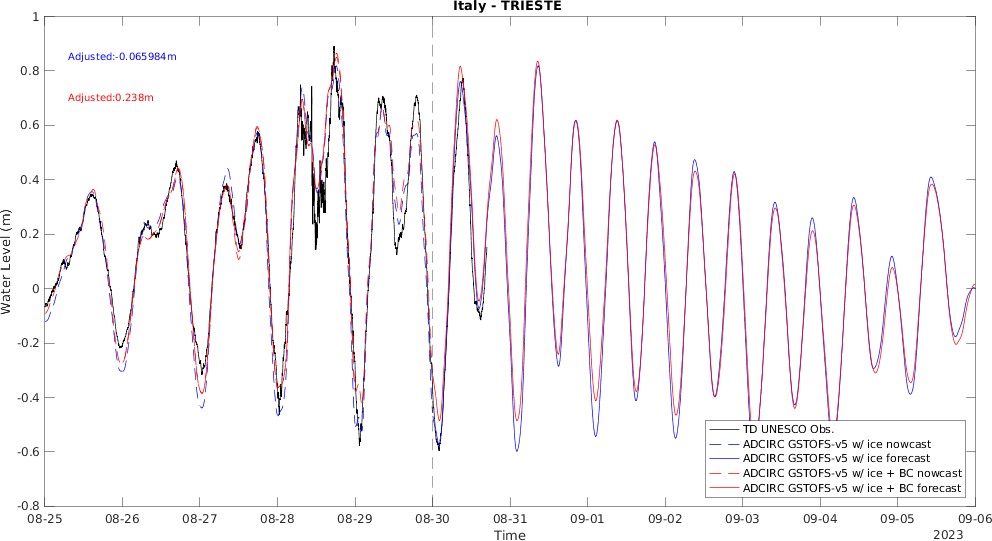 Italy - TRIESTE
Adjusted:-0.065984m
Adjusted:0.238m
Water Level (m)
1
0.8
0.6
0.4
0.2
0
-0.2
-0.4
-0.6
-0.8
TD UNESCO Obs.
ADCIRC GSTOFS-v5 w/ ice nowcast
ADCIRC GSTOFS-v5 w/ ice forecast
ADCIRC GSTOFS-v5 w/ ice + BC nowcast
ADCIRC GSTOFS-v5 w/ ice + BC forecast
08-25 08-26 08-27 08-28 08-29 08-30 08-31 09-01 09-02 09-03 09-04 09-05 09-06
Time
2023